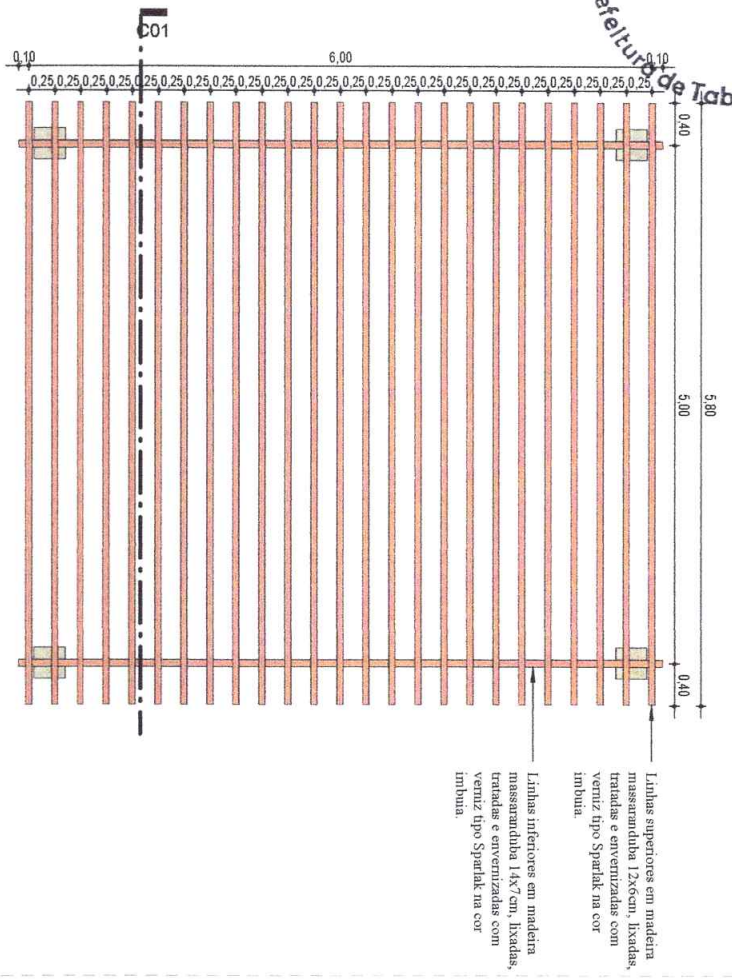 efeitura de Tab
C01
0,10 6,00 0,10
0,25 0,25 0,25 0,25 0,25 0,25 0,25 0,25 0,25 0,25 0,25 0,25 0,25 0,25 0,25 0,25 0,25 0,25 0,25 0,25 0,25 0,25 0,25 0,25
0,40
5,00
5,80
0,40
Linhas superiores em madeira
massaranduba 12x6cm, lixadas,
tratadas e envernizadas com
verniz tipo Sparlak na cor
imbuia.
Linhas inferiores em madeira
massaranduba 14x7cm, lixadas,
tratadas e envernizadas com
verniz tipo Sparlak na cor
imbuia.